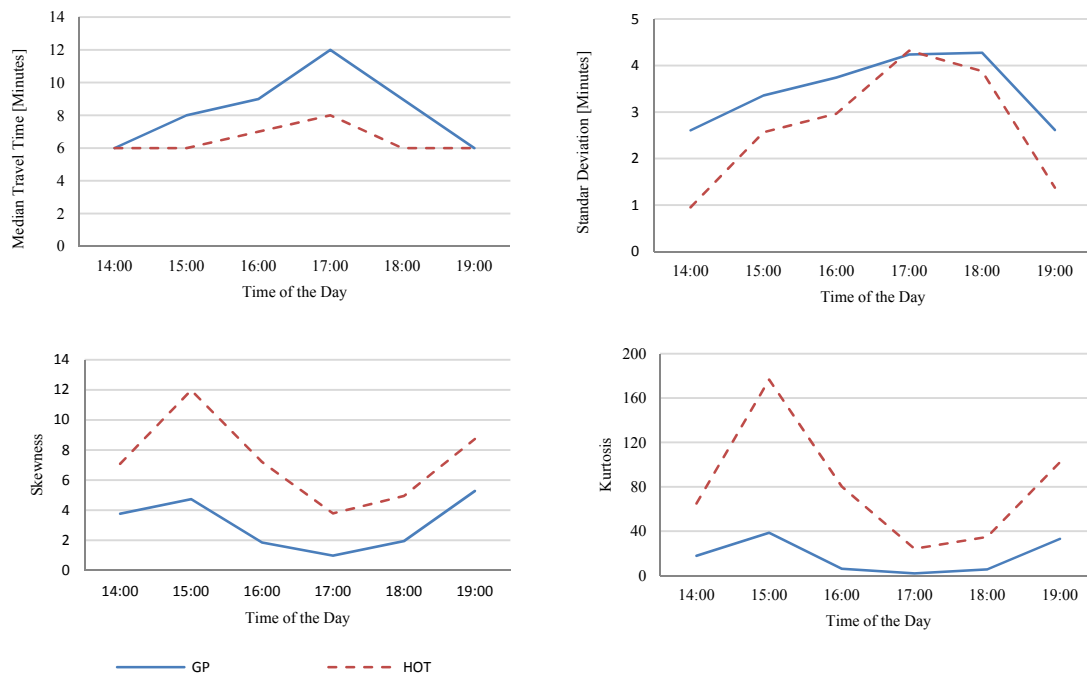 Median Travel Time [Minutes]
14
12
10
8
6
4
2
0
14:00 15:00 16:00 17:00 18:00 19:00
Time of the Day
Standar Deviation [Minutes]
5
4
3
2
1
0
14:00 15:00 16:00 17:00 18:00 19:00
Time of the Day
Skewness
14
12
10
8
6
4
2
0
14:00 15:00 16:00 17:00 18:00 19:00
Time of the Day
Kurtosis
200
160
120
80
40
0
14:00 15:00 16:00 17:00 18:00 19:00
Time of the Day
GP HOT